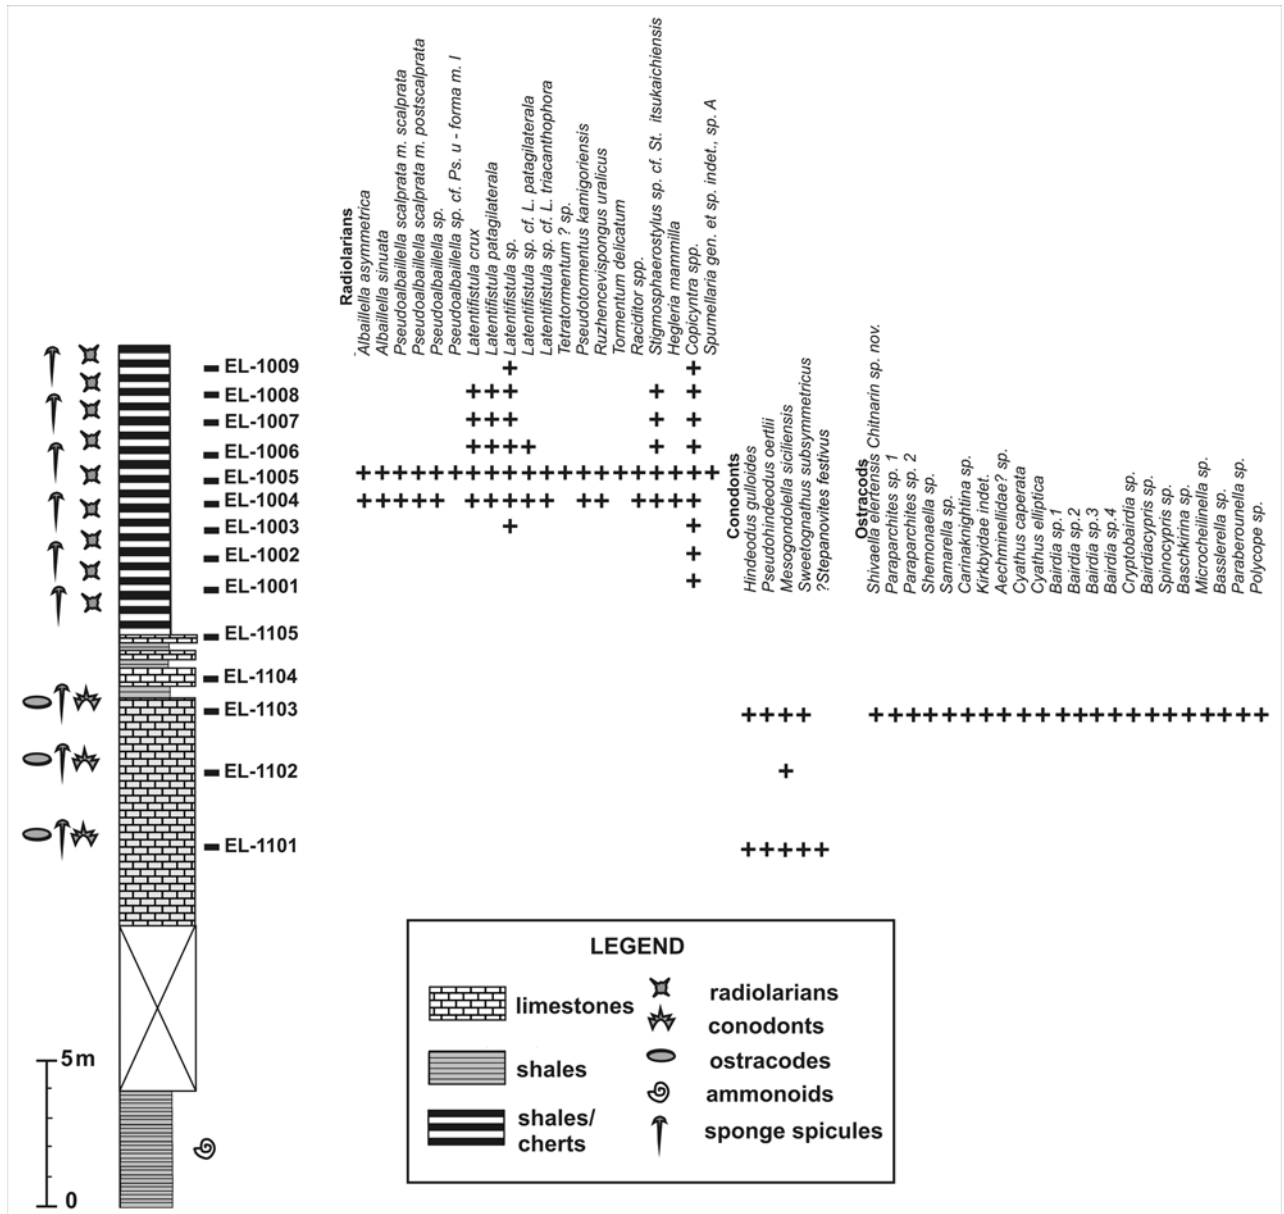 Radiolarians
Albaillella asymmetrica
Albaillella sinuata
Pseudoalbaillella scalprata m. scalprata
Pseudoalbaillella scalprata m. postscalprata
Pseudoalbaillella sp.
Pseudoalbaillella sp. cf. Ps. u - forma m. I
Latentifistula crux
Latentifistula patagilaterala
Latentifistula sp.
Latentifistula sp. cf. L. patagilaterala
Latentifistula sp. cf. L. triacanthophora
Tetratormentum ? sp.
Pseudotormentus kamigoriensis
Ruzhencevispongus uralicus
Tormentum delicatum
Raciditor spp.
Stigmosphaerostylus sp. cf. St. itsukaichiensis
Hegleria mammilla
Copicyntra spp.
Spumellaria gen. et sp. indet., sp. A
Conodonts
Hindeodus gulloides
Pseudohindeodus oertlii
Mesogondolella siciliensis
Sweetognathus subsymmetricus
?Stepanovites festivus
Ostracods
Shivaella elertensis Chitnarin sp. nov.
Paraparchites sp. 1
Paraparchites sp. 2
Shemonaella sp.
Samarella sp.
Carinaknightina sp.
Kirkbyidae indet.
Aechminellidae? sp.
Cyathus caperata
Cyathus elliptica
Bairdia sp.1
Bairdia sp.2
Bairdia sp.3
Bairdia sp.4
Cryptobairdia sp.
Bairdiacypris sp.
Spinocypris sp.
Baschkirina sp.
Microcheilinella sp.
Basslerella sp.
Paraberounella sp.
Polycope sp.
EL-1009 + +
EL-1008 + + + + +
EL-1007 + + + + +
EL-1006 + + + + + +
EL-1005 + + + + + + + + + + + + + + + + + + + +
EL-1004 + + + + + + + + + + + + + + + +
EL-1003 + +
EL-1002 +
EL-1001 +
EL-1105
EL-1104
EL-1103 + + + + + + + + + + + + + + + + + + + + + + + + + +
EL-1102 +
EL-1101 + + + + +
5m
0
LEGEND
limestones
shales
shales/
cherts
radiolarians
conodonts
ostracodes
ammonoids
sponge spicules